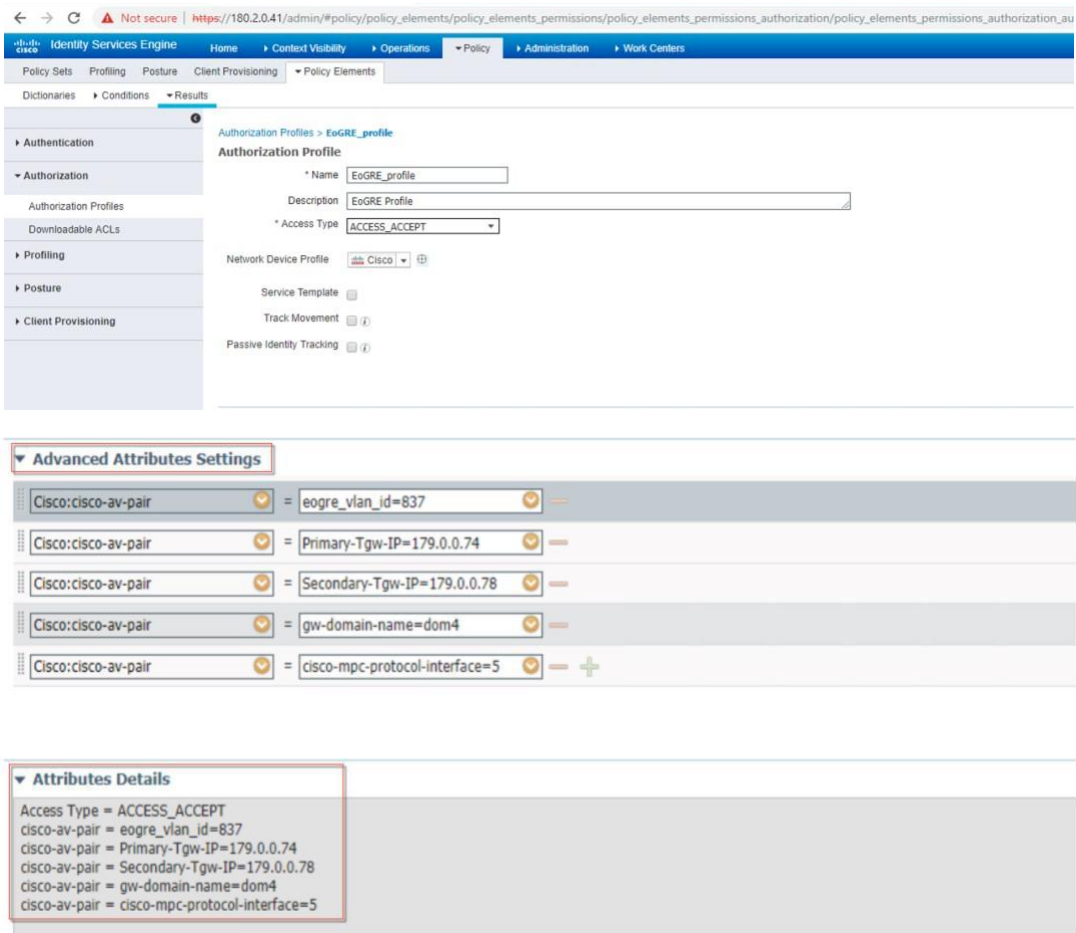 Not secure | https://180.2.0.41/admin/#policy/policy_elements/policy_elements_permissions/policy_elements_permissions_authorization/policy_elements_permissions_authorization_au
cisco Identity Services Engine Home Context Visibility Operations Policy Administration Work Centers
Policy Sets Profiling Posture Client Provisioning Policy Elements
Dictionaries Conditions Results
Authentication
Authorization
Authorization Profiles
Downloadable ACLs
Profiling
Posture
Client Provisioning
Authorization Profiles > EoGRE_profile
Authorization Profile
* Name EoGRE_profile
Description EoGRE Profile
* Access Type ACCESS_ACCEPT
Network Device Profile Cisco
Service Template
Track Movement
Passive Identity Tracking
Advanced Attributes Settings
Cisco:cisco-av-pair = eogre_vlan_id=837
Cisco:cisco-av-pair = Primary-Tgw-IP=179.0.0.74
Cisco:cisco-av-pair = Secondary-Tgw-IP=179.0.0.78
Cisco:cisco-av-pair = gw-domain-name=dom4
Cisco:cisco-av-pair = cisco-mpc-protocol-interface=5
Attributes Details
Access Type = ACCESS_ACCEPT
cisco-av-pair = eogre_vlan_id=837
cisco-av-pair = Primary-Tgw-IP=179.0.0.74
cisco-av-pair = Secondary-Tgw-IP=179.0.0.78
cisco-av-pair = gw-domain-name=dom4
cisco-av-pair = cisco-mpc-protocol-interface=5